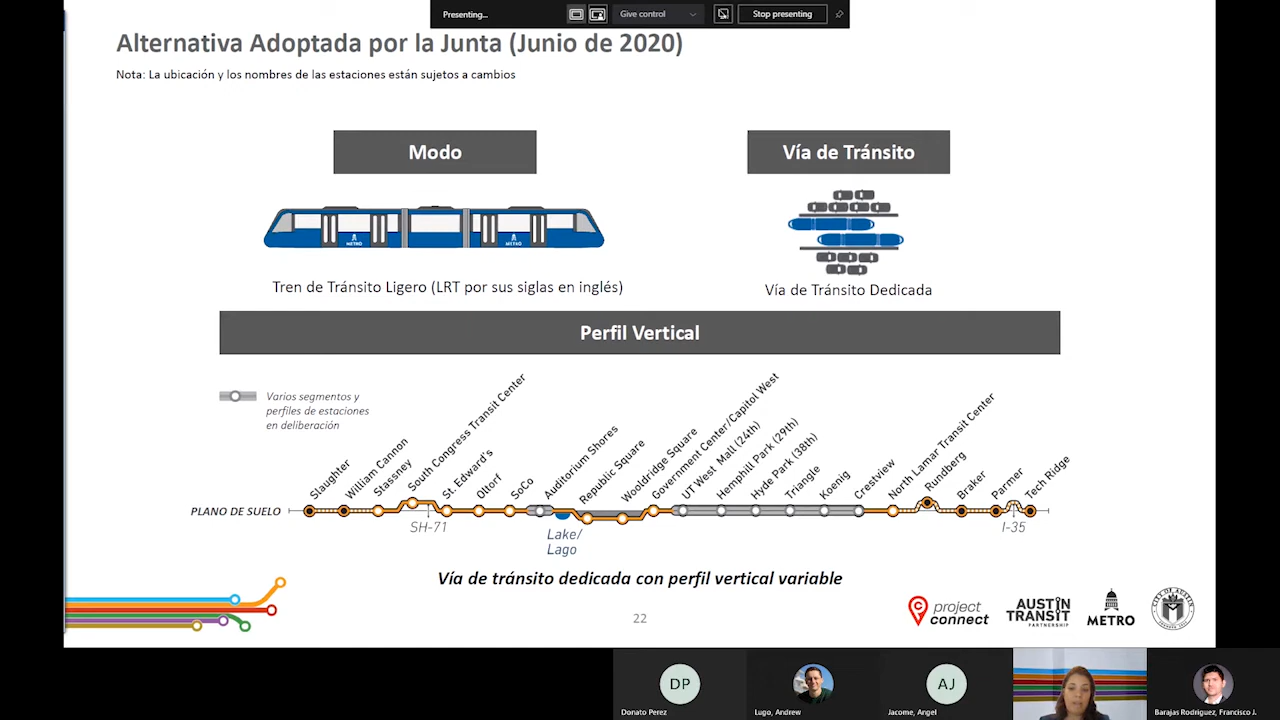 Presenting...
Give control
Stop presenting
Alternativa Adoptada por la Junta (Junio de 2020)
Nota: La ubicación y los nombres de las estaciones están sujetos a cambios
Modo
Vía de Tránsito
METRO
METRO
Tren de Tránsito Ligero (LRT por sus siglas en inglés)
Vía de Tránsito Dedicada
Perfil Vertical
Varios segmentos y
perfiles de estaciones
en deliberación
Slaughter
William Cannon
Stassney
South Congress Transit Center
St. Edward's
Oltorf
SoCo
Auditorium Shores
Republic Square
Wooldridge Square
Government Center/Capitol West
UT West Mall (24th)
Hemphill Park (29th)
Hyde Park (38th)
Triangle
Koenig
Crestview
North Lamar Transit Center
Rundberg
Braker
Parmer
Tech Ridge
PLANO DE SUELO
SH-71
I-35
Lake/
Lago
Vía de tránsito dedicada con perfil vertical variable
22
project
connect
AUSTIN
TRANSIT
PARTNERSHIP
METRO
CITY OF AUSTIN
DP
AJ
Donato Perez
Lugo, Andrew
Jacome, Angel
Barajas Rodriguez, Francisco J.